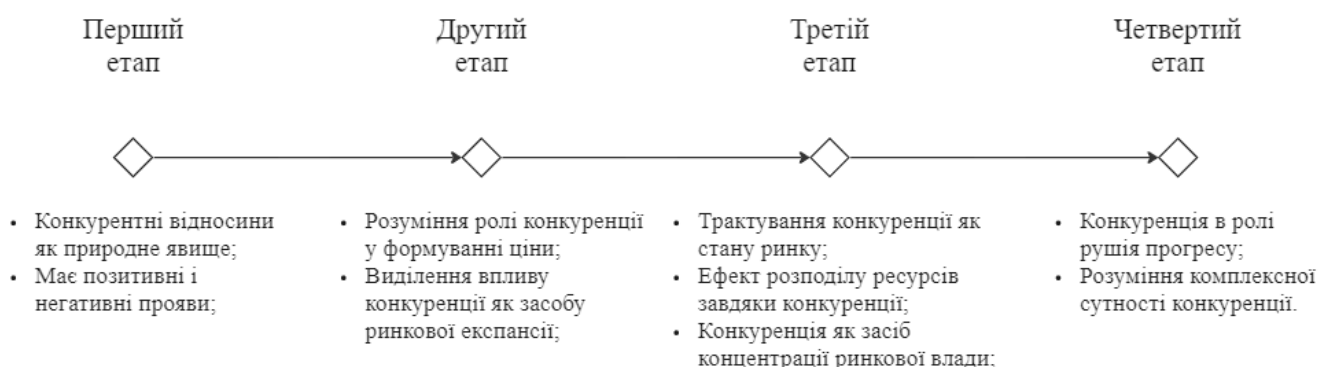 Перший
етап
Другий
етап
Третій
етап
Четвертий
етап
• Конкурентні відносини
як природне явище;
• Має позитивні і
негативні прояви;
• Розуміння ролі конкуренції
у формуванні ціни;
• Виділення впливу
конкуренції як засобу
ринкової експансії;
• Трактування конкуренції як
стану ринку;
• Ефект розподілу ресурсів
завдяки конкуренції;
• Конкуренція як засіб
концентрації ринкової влади;
• Конкуренція в ролі
рушія прогресу;
• Розуміння комплексної
сутності конкуренції.